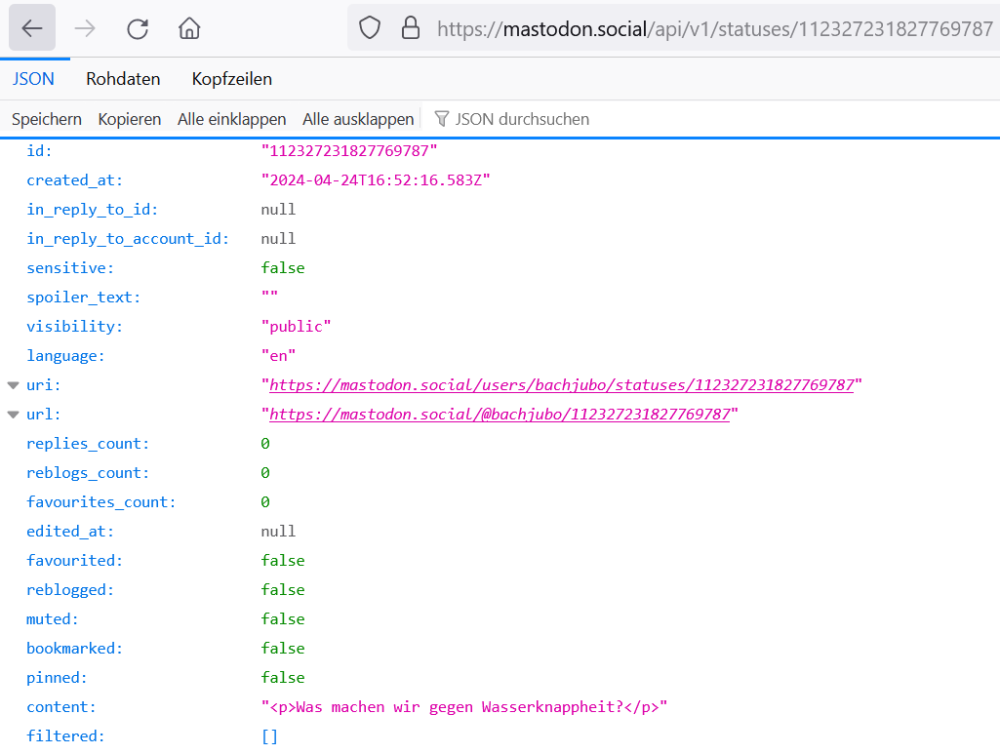 https://mastodon.social/api/v1/statuses/112327231827769787
JSON Rohdaten Kopfzeilen
Speichern Kopieren Alle einklappen Alle ausklappen JSON durchsuchen
id: "112327231827769787"
created_at: "2024-04-24T16:52:16.583Z"
in_reply_to_id: null
in_reply_to_account_id: null
sensitive: false
spoiler_text: ""
visibility: "public"
language: "en"
uri: "https://mastodon.social/users/bachjubo/statuses/112327231827769787"
url: "https://mastodon.social/@bachjubo/112327231827769787"
replies_count: 0
reblogs_count: 0
favourites_count: 0
edited_at: null
favourited: false
reblogged: false
muted: false
bookmarked: false
pinned: false
content: "<p>Was machen wir gegen Wasserknappheit?</p>"
filtered: []